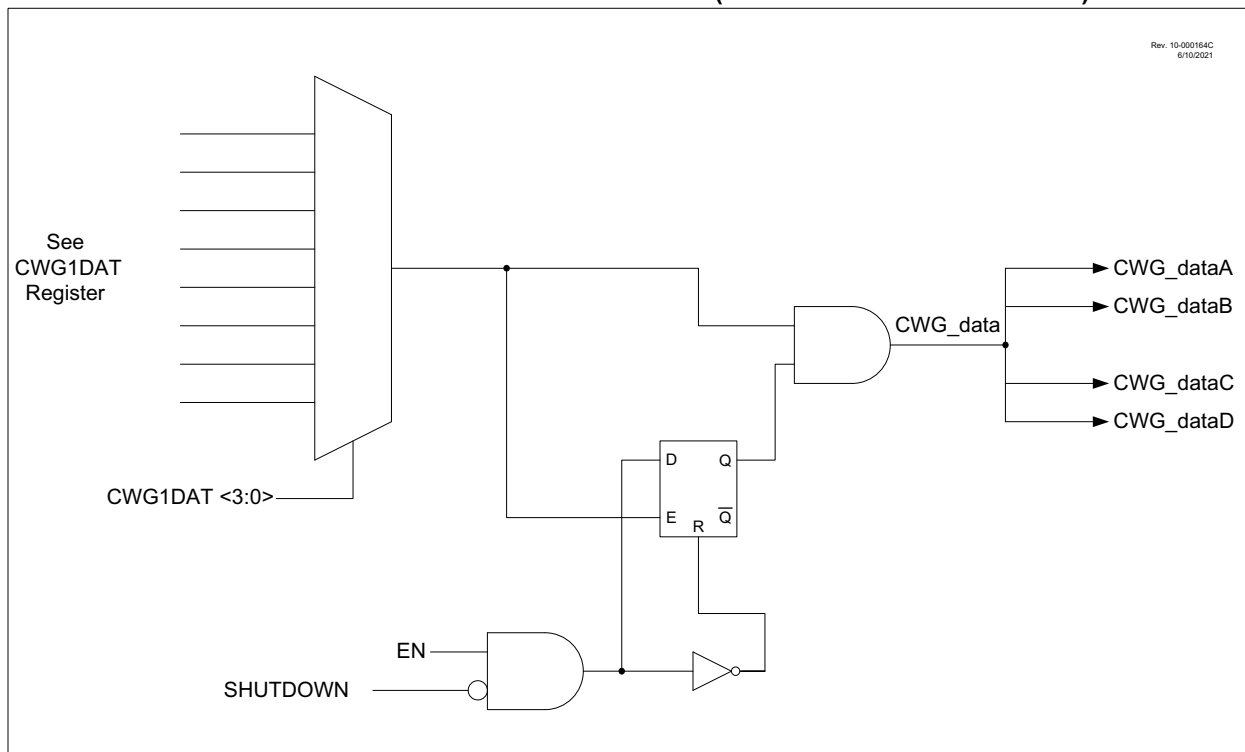 Rev. 10-000164C
6/10/2021
See
CWG1DAT
Register
CWG1DAT <3:0>
D
Q
E
Q̅
R
EN
SHUTDOWN
CWG_data
CWG_dataA
CWG_dataB
CWG_dataC
CWG_dataD